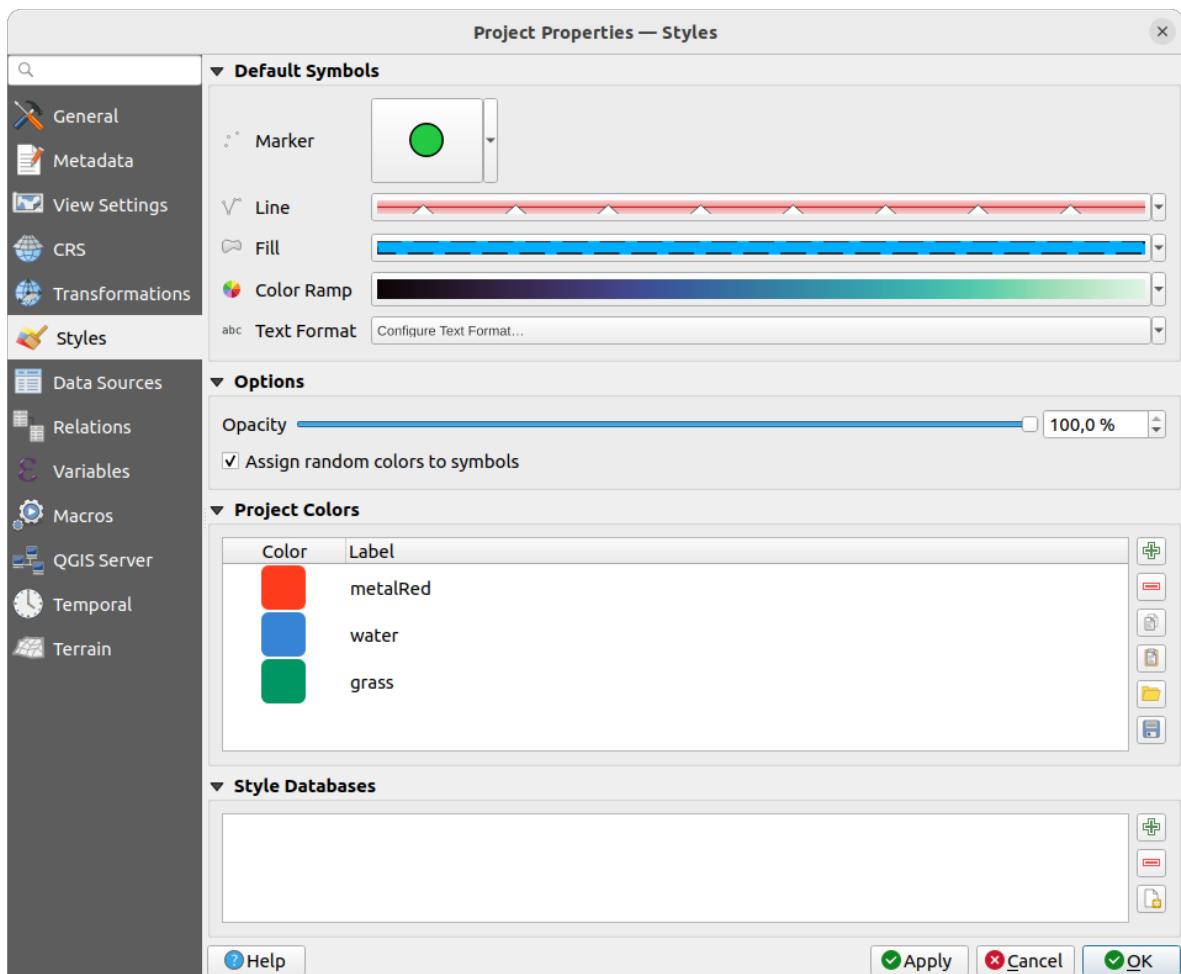 Project Properties — Styles
General
Metadata
View Settings
CRS
Transformations
Styles
Data Sources
Relations
Variables
Macros
QGIS Server
Temporal
Terrain
Default Symbols
Marker
Line
Fill
Color Ramp
abc Text Format Configure Text Format...
Options
Opacity 100,0 %
Assign random colors to symbols
Project Colors
Color Label
metalRed
water
grass
Style Databases
Help Apply Cancel OK